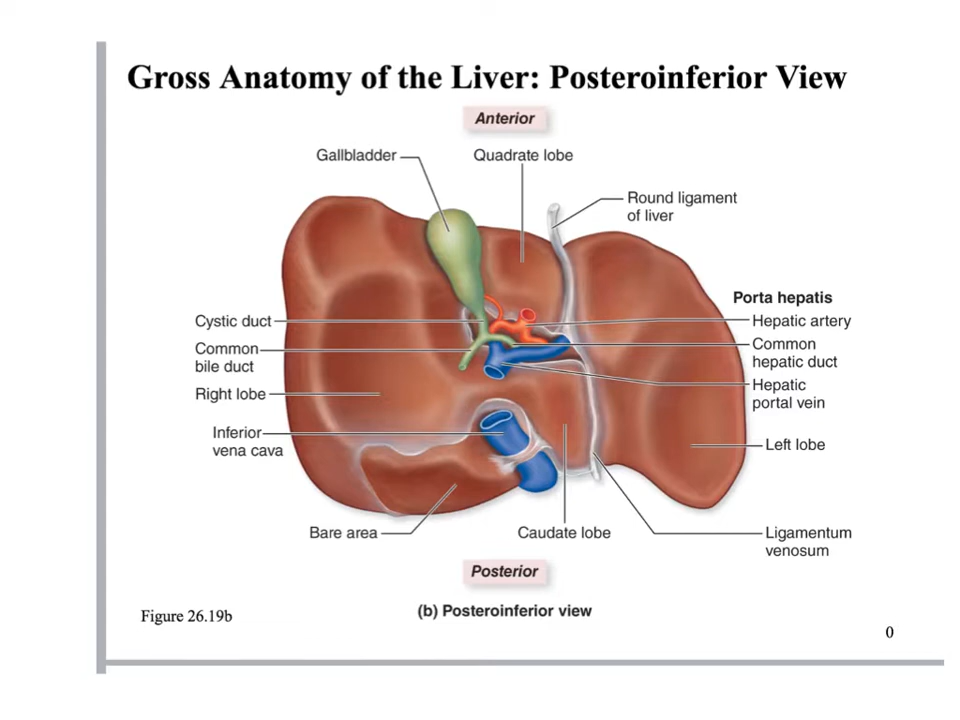 Gross Anatomy of the Liver: Posteroinferior View
Anterior
Gallbladder
Quadrate lobe
Round ligament
of liver
Porta hepatis
Cystic duct
Hepatic artery
Common
bile duct
Common
hepatic duct
Right lobe
Hepatic
portal vein
Inferior
vena cava
Left lobe
Bare area
Caudate lobe
Ligamentum
venosum
Posterior
(b) Posteroinferior view
Figure 26.19b
0